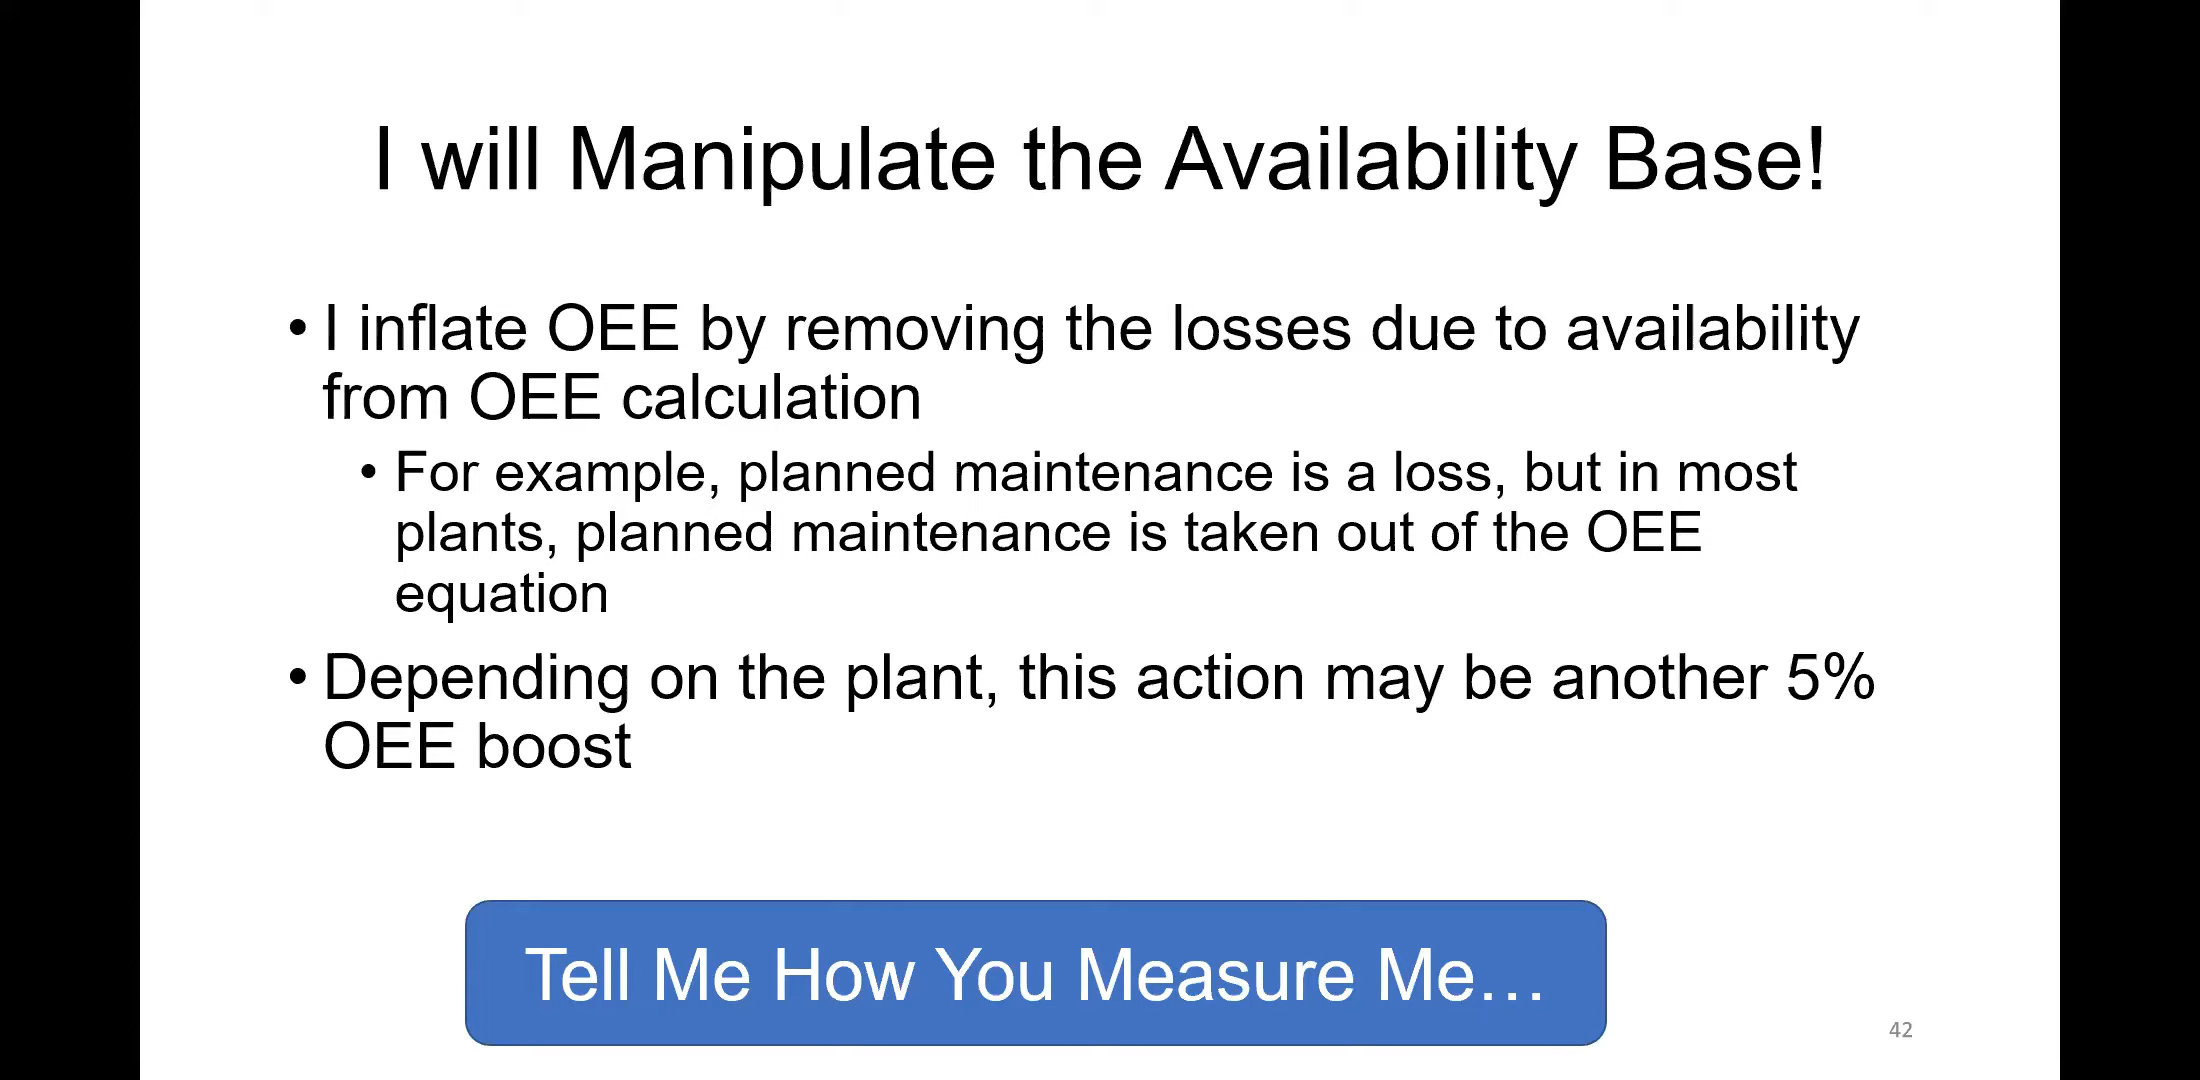 I will Manipulate the Availability Base!
• I inflate OEE by removing the losses due to availability
from OEE calculation
• For example, planned maintenance is a loss, but in most
plants, planned maintenance is taken out of the OEE
equation
• Depending on the plant, this action may be another 5%
OEE boost
Tell Me How You Measure Me…
42